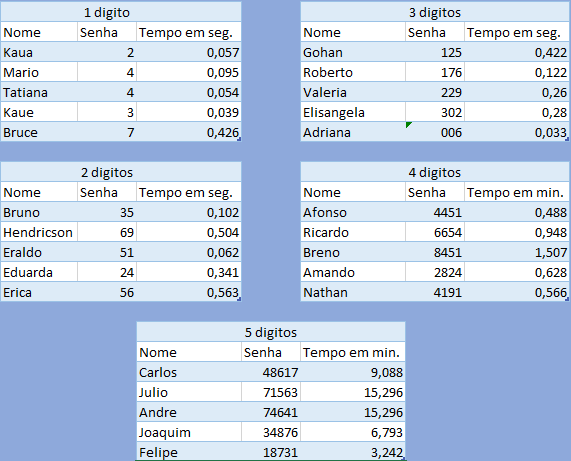 1 digito
Nome Senha Tempo em seg.
Kaua 2 0,057
Mario 4 0,095
Tatiana 4 0,054
Kaue 3 0,039
Bruce 7 0,426
3 digitos
Nome Senha Tempo em seg.
Gohan 125 0,422
Roberto 176 0,122
Valeria 229 0,26
Elisangela 302 0,28
Adriana 006 0,033
2 digitos
Nome Senha Tempo em seg.
Bruno 35 0,102
Hendricson 69 0,504
Eraldo 51 0,062
Eduarda 24 0,341
Erica 56 0,563
4 digitos
Nome Senha Tempo em min.
Afonso 4451 0,488
Ricardo 6654 0,948
Breno 8451 1,507
Amando 2824 0,628
Nathan 4191 0,566
5 digitos
Nome Senha Tempo em min.
Carlos 48617 9,088
Julio 71563 15,296
Andre 74641 15,296
Joaquim 34876 6,793
Felipe 18731 3,242